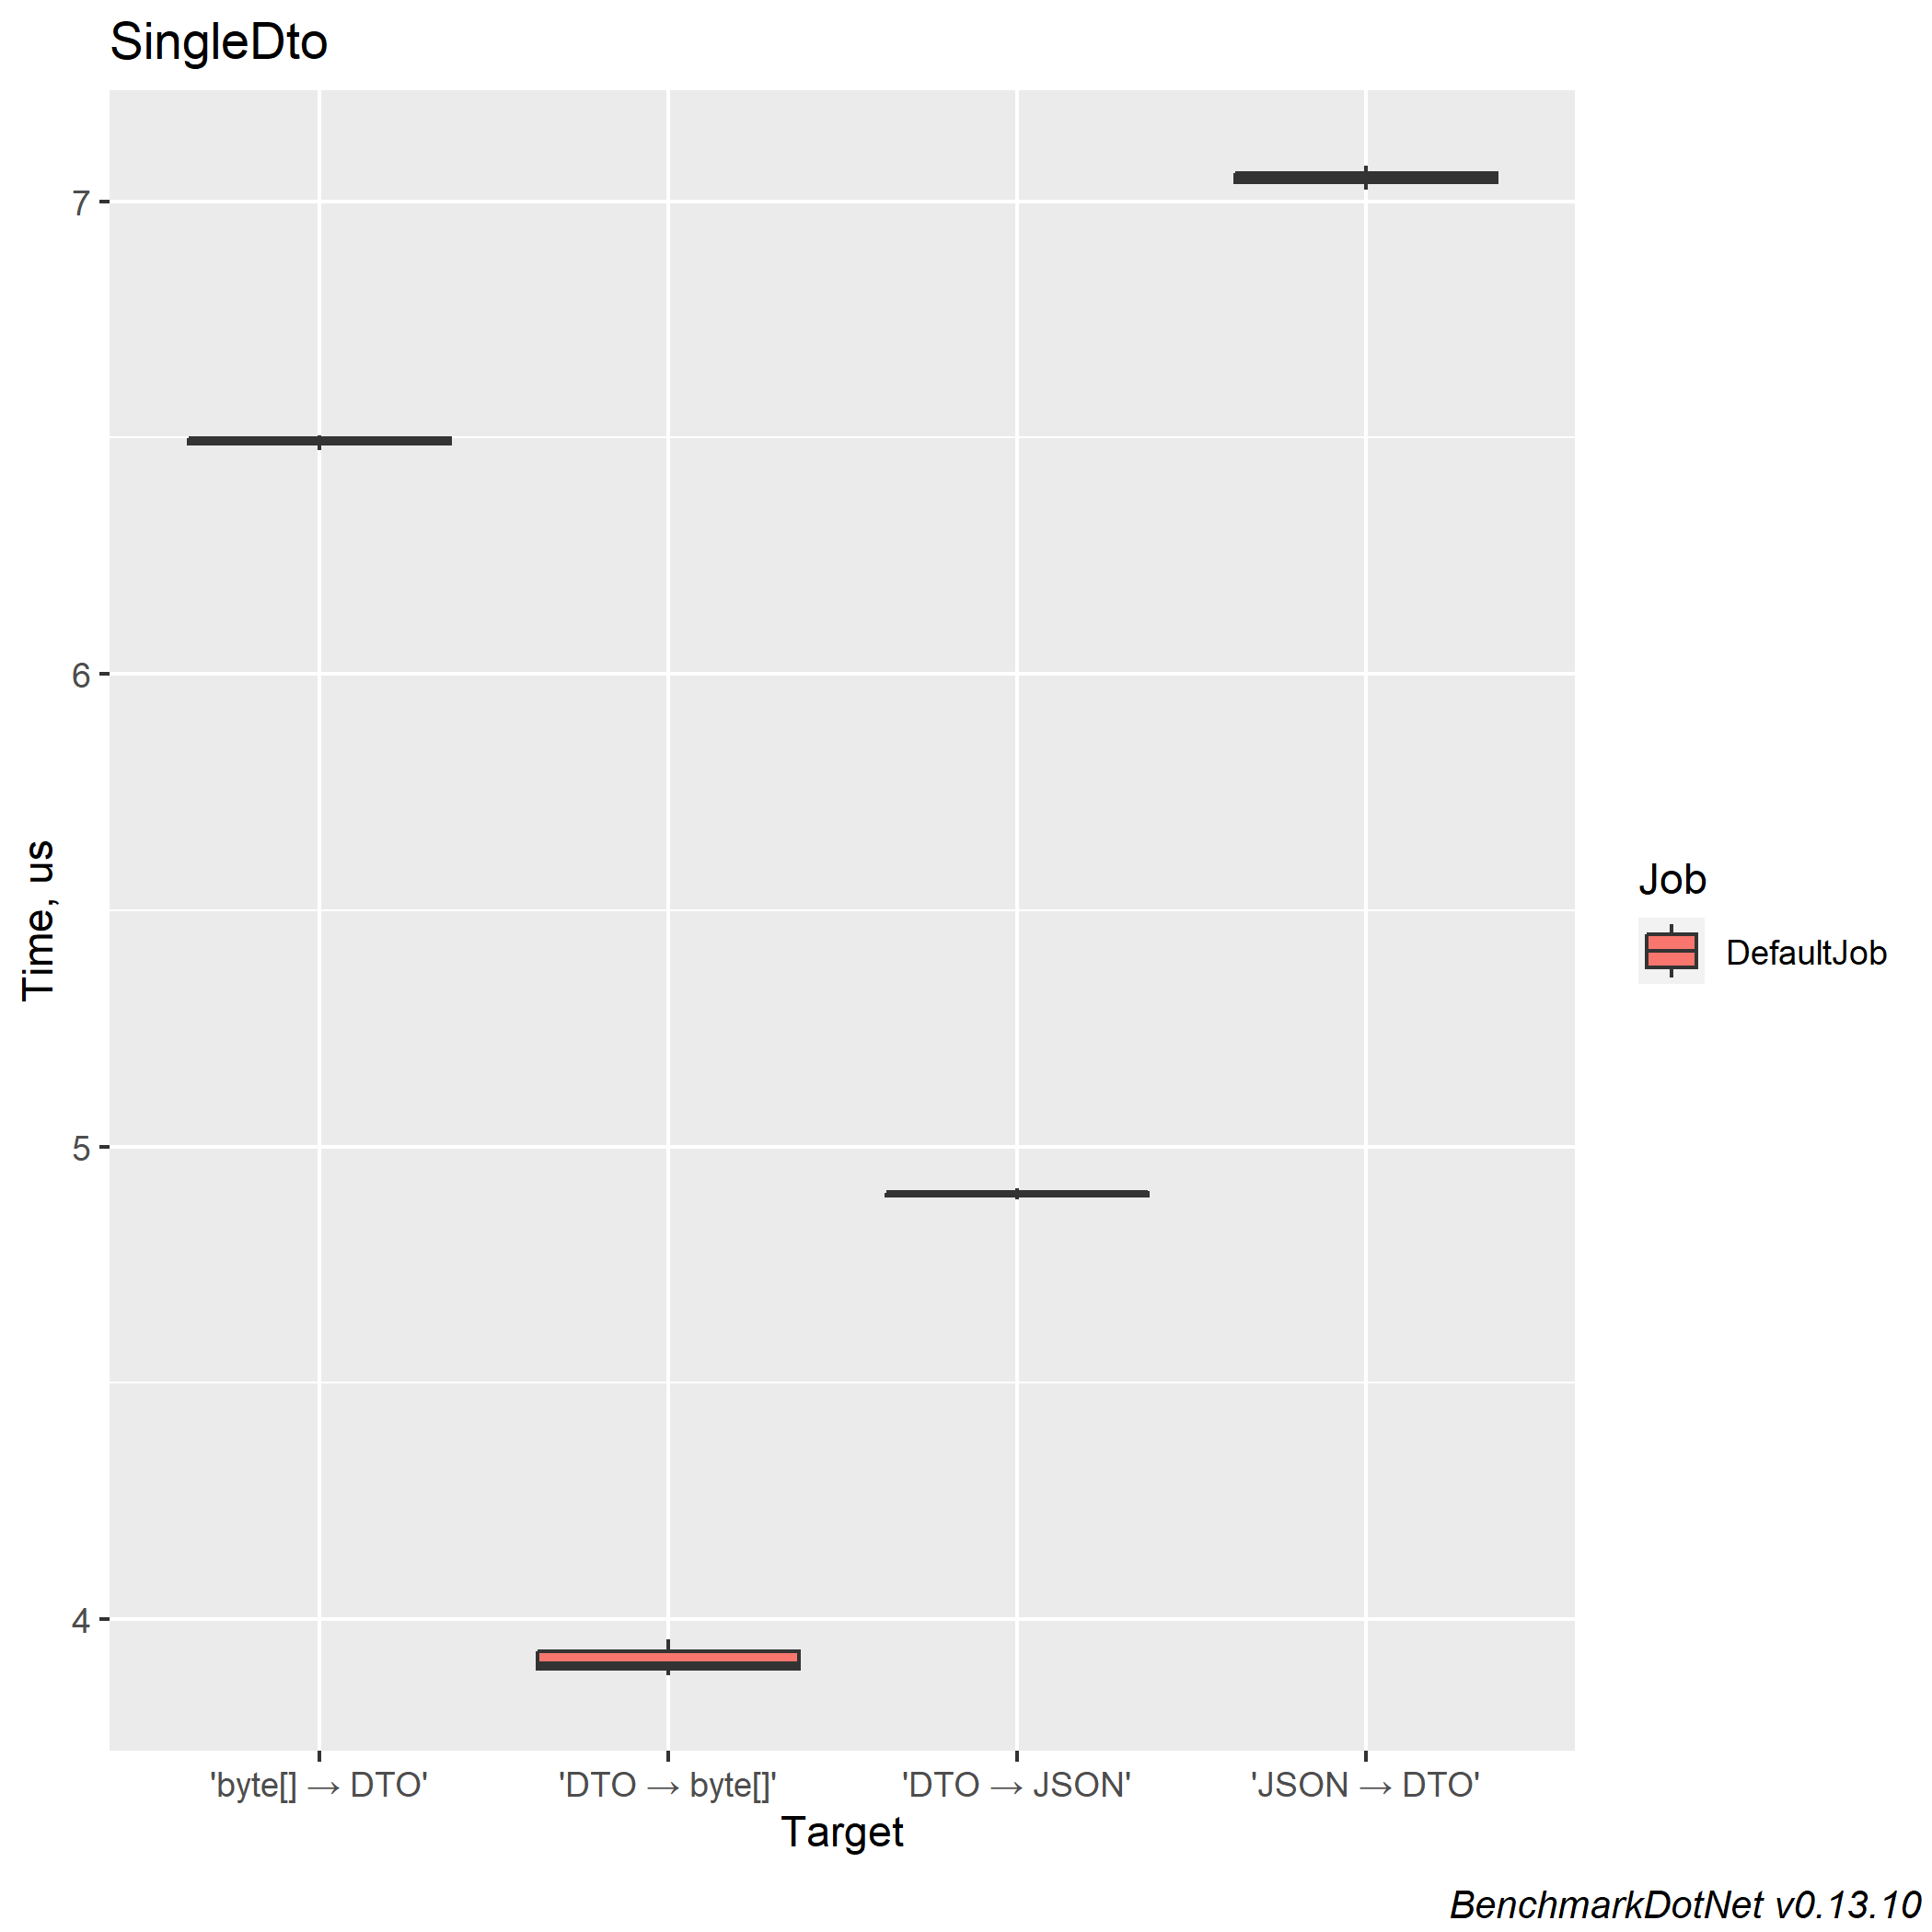 SingleDto
7
6
5
4
Time, us
'byte[] → DTO'
'DTO → byte[]'
'DTO → JSON'
'JSON → DTO'
Target
Job
DefaultJob
BenchmarkDotNet v0.13.10